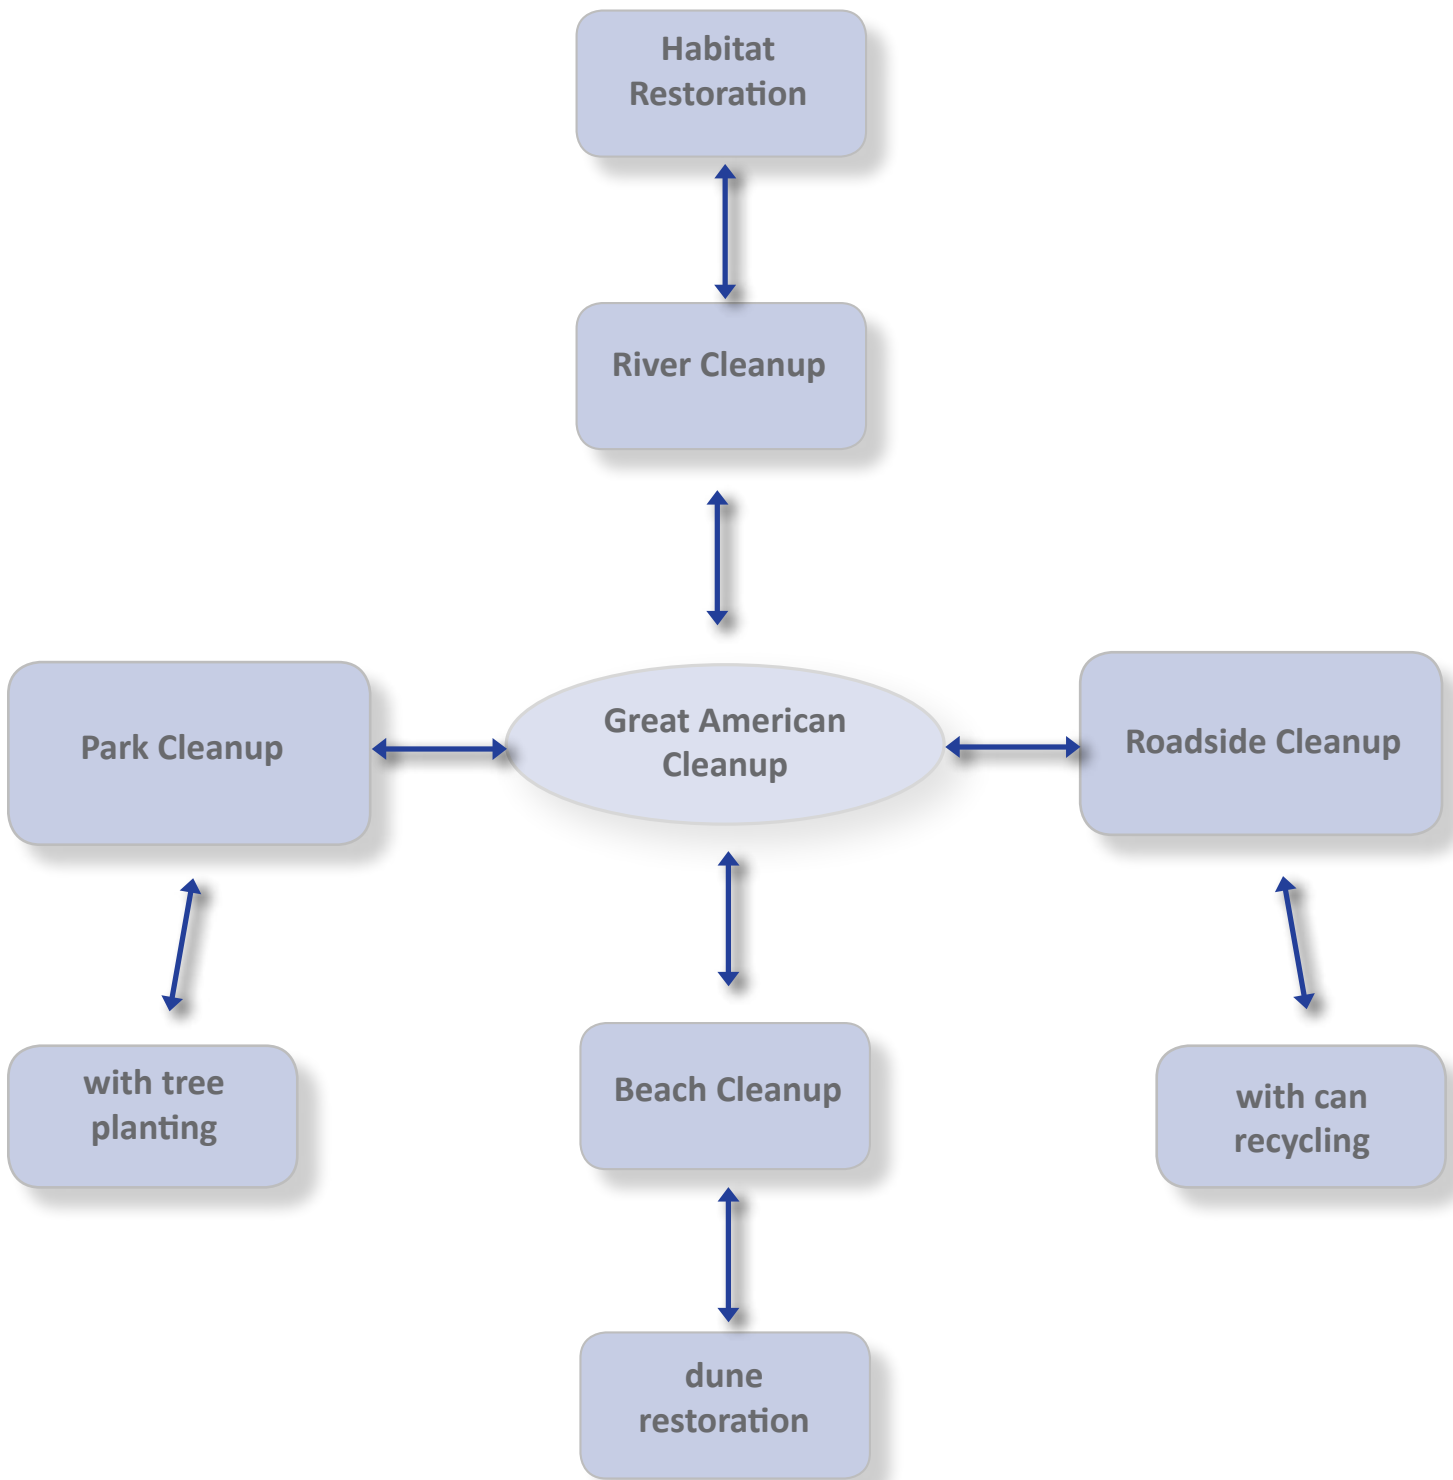 Habitat
Restoration
River Cleanup
Park Cleanup
Great American
Cleanup
Roadside Cleanup
with tree
planting
Beach Cleanup
with can
recycling
dune
restoration